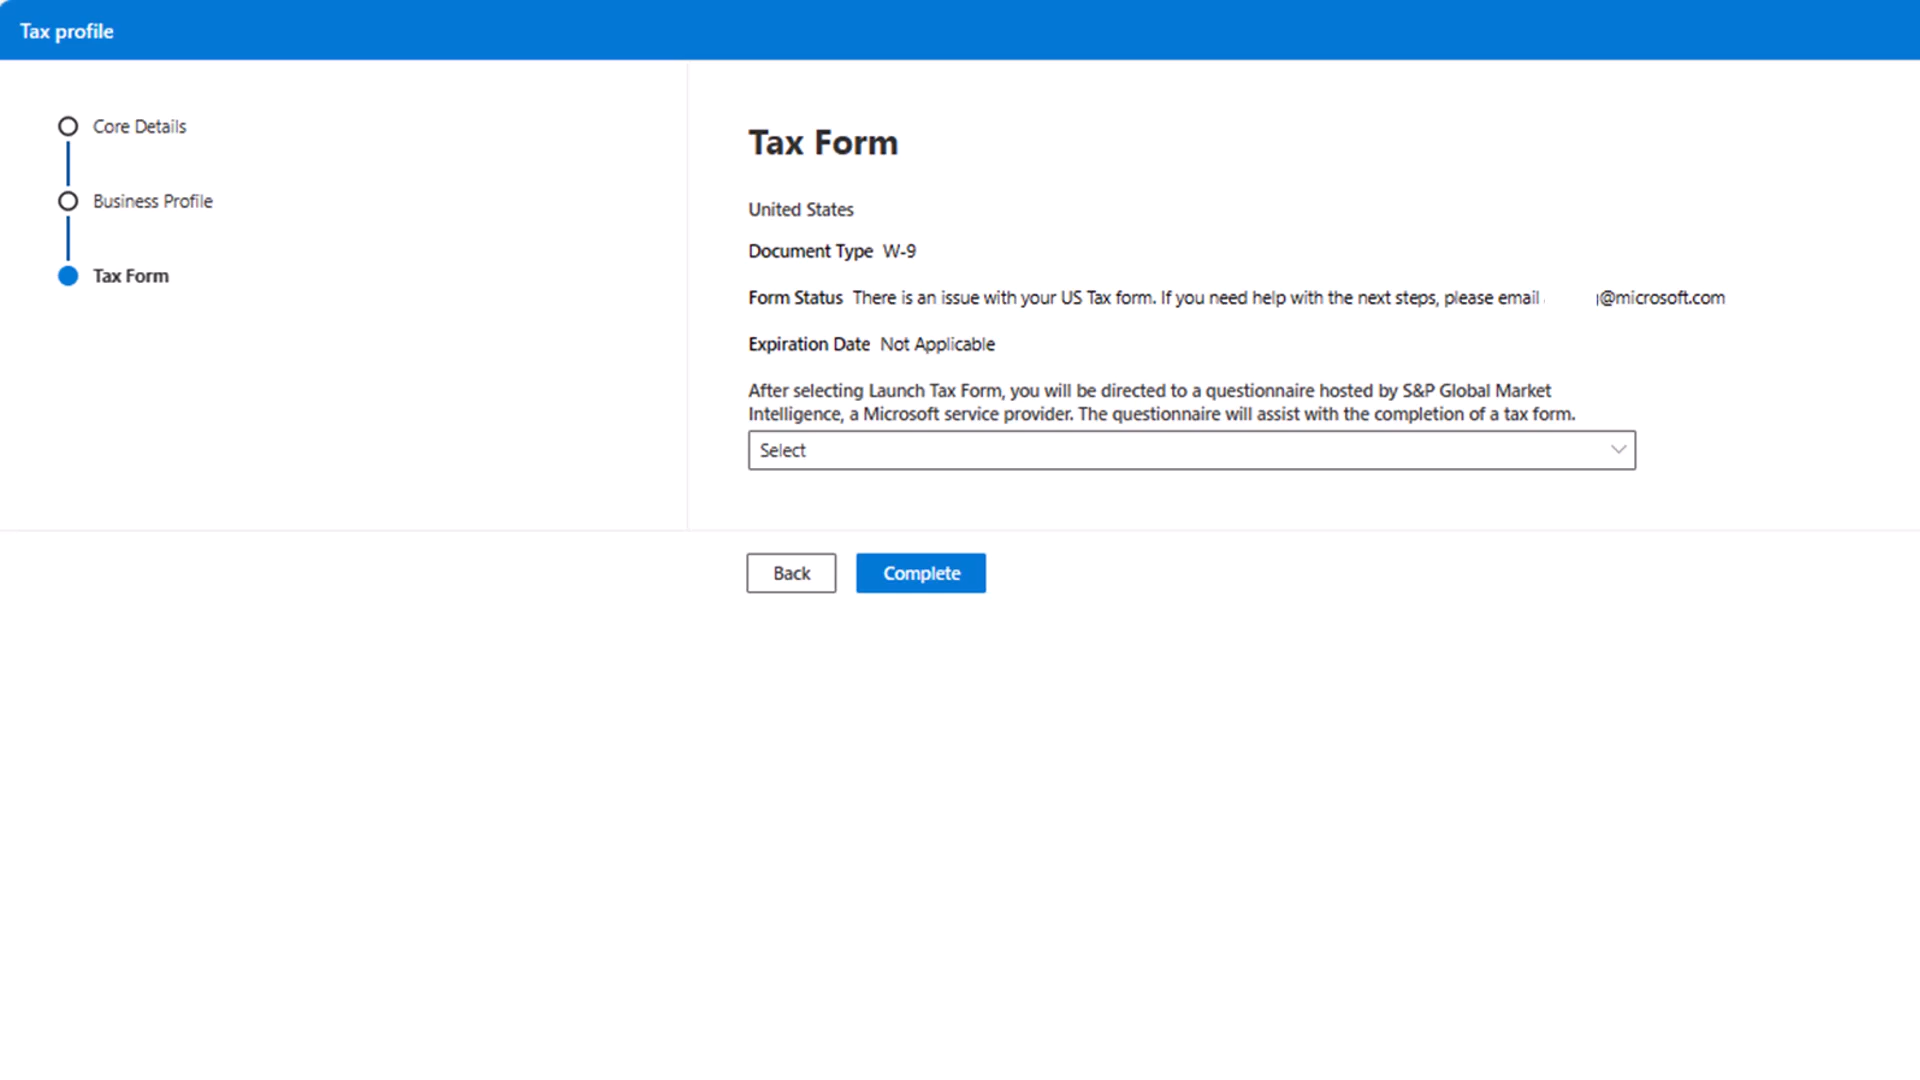 Tax profile
Core Details
Business Profile
Tax Form
Tax Form
United States
Document Type W-9
Form Status There is an issue with your US Tax form. If you need help with the next steps, please email @microsoft.com
Expiration Date Not Applicable
After selecting Launch Tax Form, you will be directed to a questionnaire hosted by S&P Global Market
Intelligence, a Microsoft service provider. The questionnaire will assist with the completion of a tax form.
Select
Back
Complete